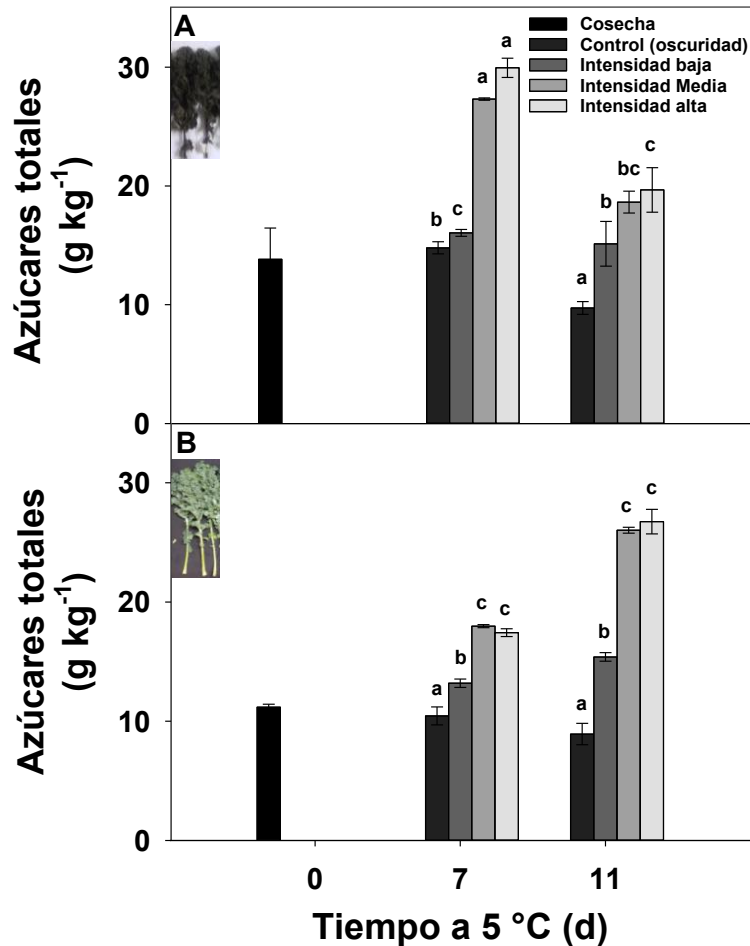 A
Cosecha
Control (oscuridad)
Intensidad baja
Intensidad Media
Intensidad alta
Azúcares totales
(g kg⁻¹)
30
20
10
0
b c a a
a b bc c
B
Azúcares totales
(g kg⁻¹)
30
20
10
0
a b c c
a b c c
0 7 11
Tiempo a 5 °C (d)